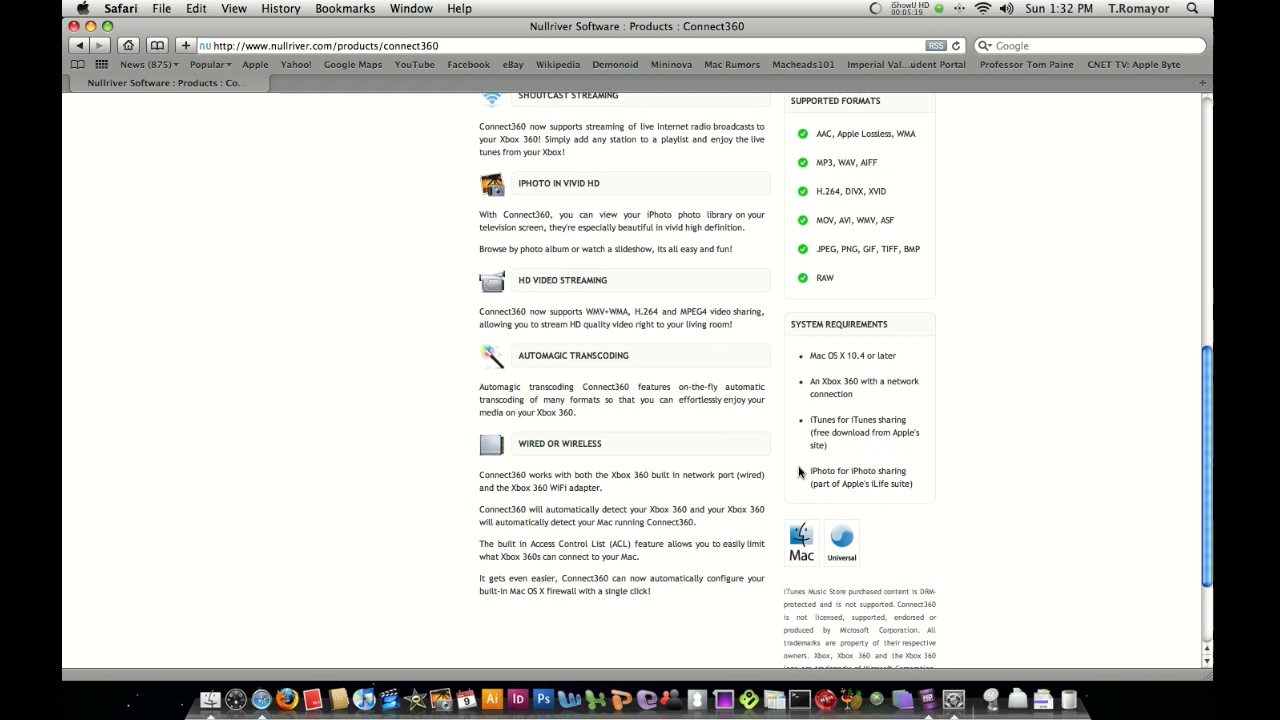 Safari File Edit View History Bookmarks Window Help iShowU HD 00:05:19 Sun 1:32 PM T.Romayor
Nullriver Software : Products : Connect360
http://www.nullriver.com/products/connect360 RSS Google
News (875) Popular Apple Yahoo! Google Maps YouTube Facebook eBay Wikipedia Demonoid Mininova Mac Rumors Macheads101 Imperial Val...udent Portal Professor Tom Paine CNET TV: Apple Byte
Nullriver Software : Products : Co...
SHOUTCAST STREAMING
Connect360 now supports streaming of live Internet radio broadcasts to
your Xbox 360! Simply add any station to a playlist and enjoy the live
tunes from your Xbox!
IPHOTO IN VIVID HD
With Connect360, you can view your iPhoto photo library on your
television screen, they're especially beautiful in vivid high definition.
Browse by photo album or watch a slideshow, its all easy and fun!
HD VIDEO STREAMING
Connect360 now supports WMV+WMA, H.264 and MPEG4 video sharing,
allowing you to stream HD quality video right to your living room!
AUTOMAGIC TRANSCODING
Automagic transcoding Connect360 features on-the-fly automatic
transcoding of many formats so that you can effortlessly enjoy your
media on your Xbox 360.
WIRED OR WIRELESS
Connect360 works with both the Xbox 360 built in network port (wired)
and the Xbox 360 WiFi adapter.
Connect360 will automatically detect your Xbox 360 and your Xbox 360
will automatically detect your Mac running Connect360.
The built in Access Control List (ACL) feature allows you to easily limit
what Xbox 360s can connect to your Mac.
It gets even easier, Connect360 can now automatically configure your
built-in Mac OS X firewall with a single click!
SUPPORTED FORMATS
AAC, Apple Lossless, WMA
MP3, WAV, AIFF
H.264, DIVX, XVID
MOV, AVI, WMV, ASF
JPEG, PNG, GIF, TIFF, BMP
RAW
SYSTEM REQUIREMENTS
Mac OS X 10.4 or later
An Xbox 360 with a network
connection
iTunes for iTunes sharing
(free download from Apple's
site)
iPhoto for iPhoto sharing
(part of Apple's iLife suite)
Mac Universal
iTunes Music Store purchased content is DRM-
protected and is not supported. Connect360
is not licensed, supported, endorsed or
produced by Microsoft Corporation. All
trademarks are property of their respective
owners. Xbox, Xbox 360 and the Xbox 360
logo are trademarks of Microsoft Corporation.
9 Ai Id Ps